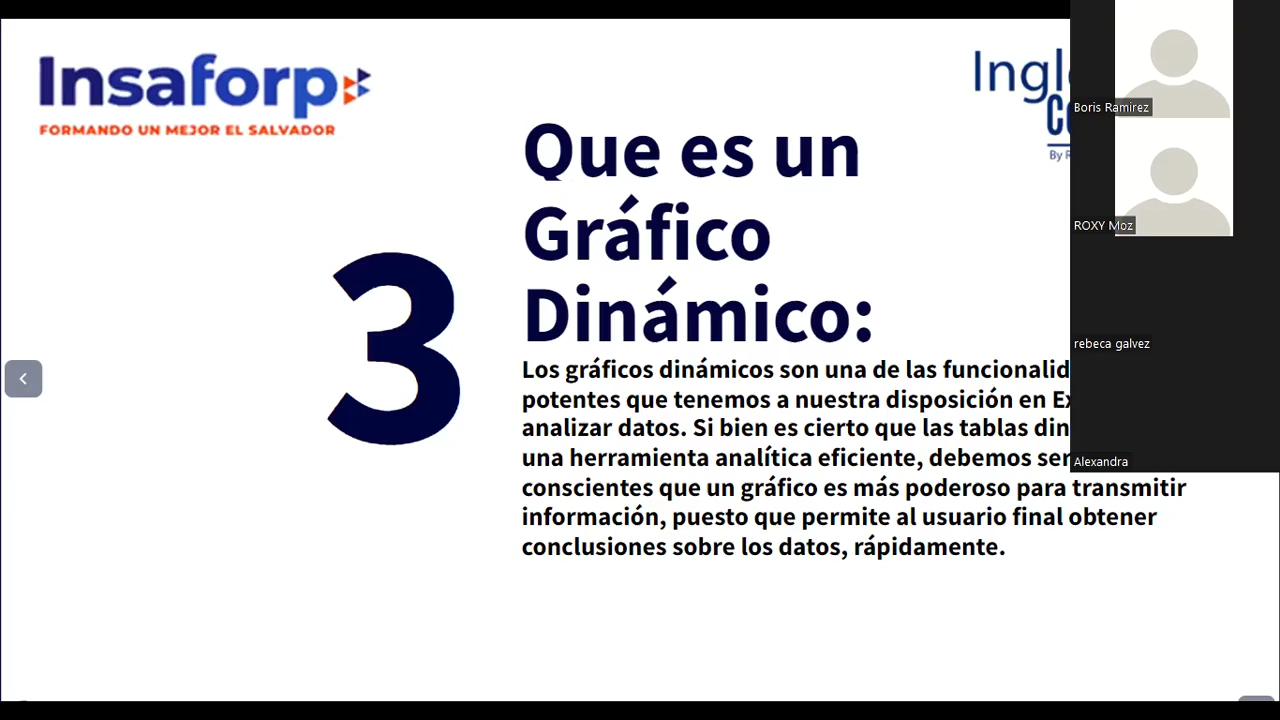 Insaforp
FORMANDO UN MEJOR EL SALVADOR
Que es un
Gráfico
Dinámico:
3
Los gráficos dinámicos son una de las
potentes que tenemos a nuestra disposición en
analizar datos. Si bien es cierto que las tablas
una herramienta analítica eficiente, debemos ser
conscientes que un gráfico es más poderoso para transmitir
información, puesto que permite al usuario final obtener
conclusiones sobre los datos, rápidamente.
By
Boris Ramirez
ROXY Moz
rebeca galvez
Alexandra